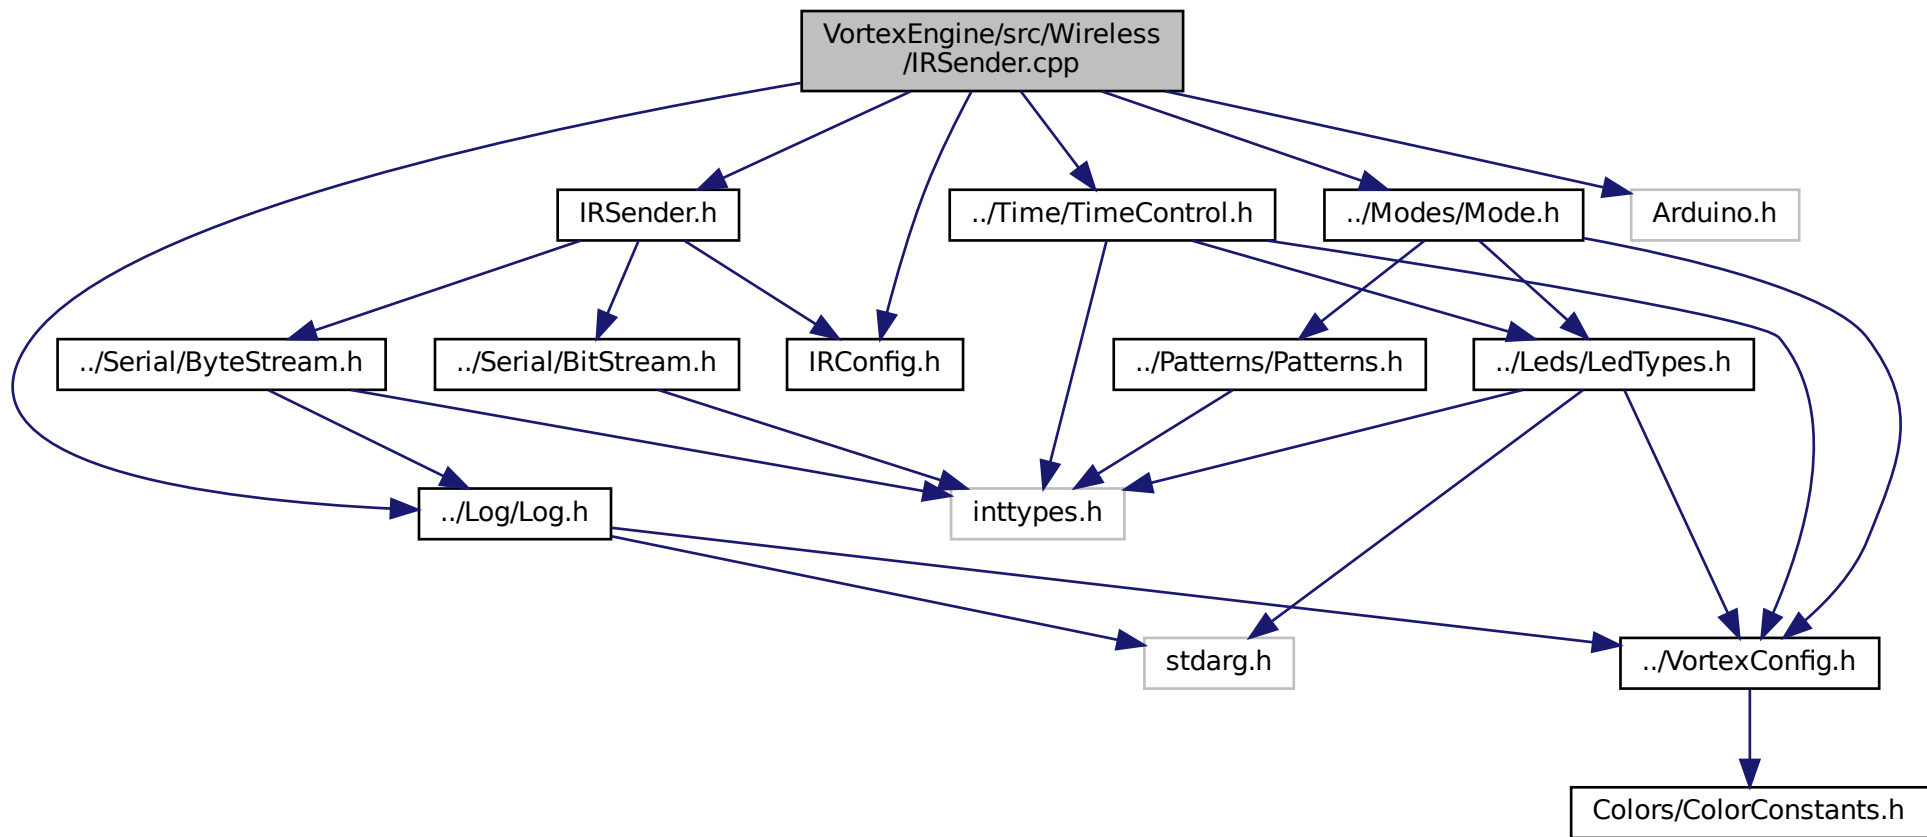 VortexEngine/src/Wireless
/IRSender.cpp
IRSender.h
../Time/TimeControl.h
../Modes/Mode.h
Arduino.h
../Serial/ByteStream.h
../Serial/BitStream.h
IRConfig.h
../Patterns/Patterns.h
../Leds/LedTypes.h
../Log/Log.h
inttypes.h
stdarg.h
../VortexConfig.h
Colors/ColorConstants.h